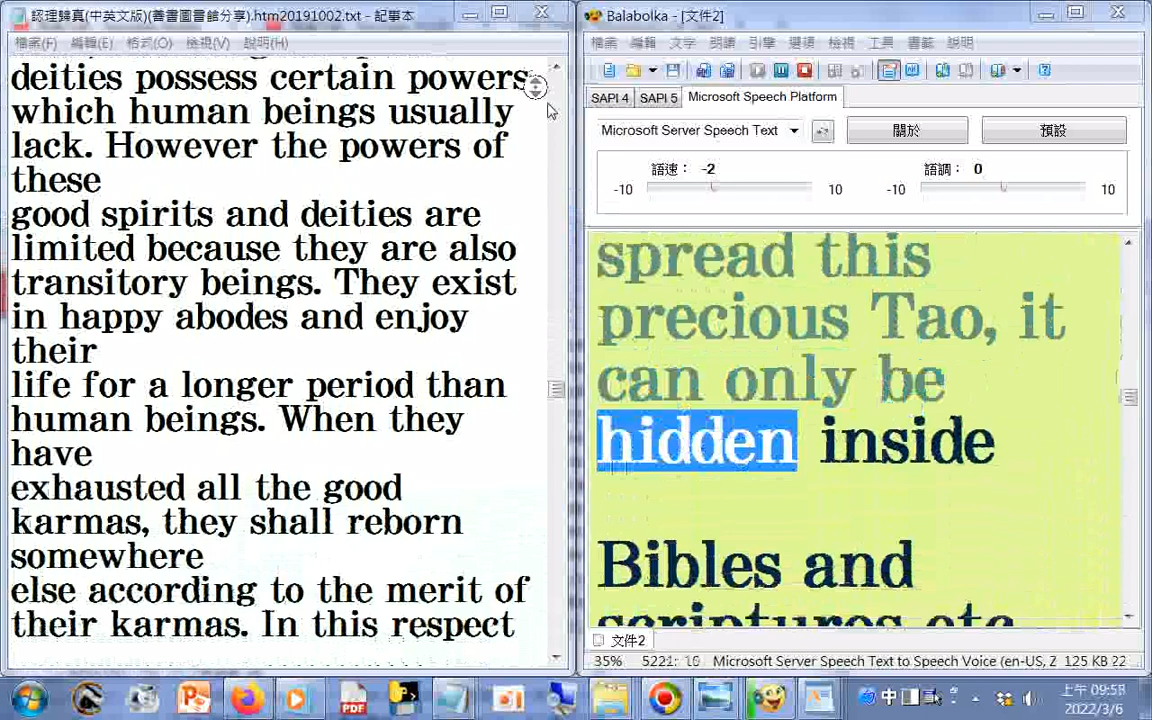 認理歸真(中英文版)(善書圖書館分享).htm20191002.txt - 記事本
檔案(F) 編輯(E) 格式(O) 檢視(V) 說明(H)
deities possess certain powers
which human beings usually
lack. However the powers of
these
good spirits and deities are
limited because they are also
transitory beings. They exist
in happy abodes and enjoy
their
life for a longer period than
human beings. When they
have
exhausted all the good
karmas, they shall reborn
somewhere
else according to the merit of
their karmas. In this respect
Balabolka - [文件2]
檔案 編輯 文字 朗讀 引擎 選項 檢視 工具 書籤 說明
SAPI 4 SAPI 5 Microsoft Speech Platform
Microsoft Server Speech Text 關於 預設
語速: -2 語調: 0
-10 10 -10 10
spread this
precious Tao, it
can only be
hidden inside
Bibles and
scriptures etc
文件2
35% 5221: 10 Microsoft Server Speech Text to Speech Voice (en-US, Z 125 KB 22
中
上午 09:58
2022/3/6